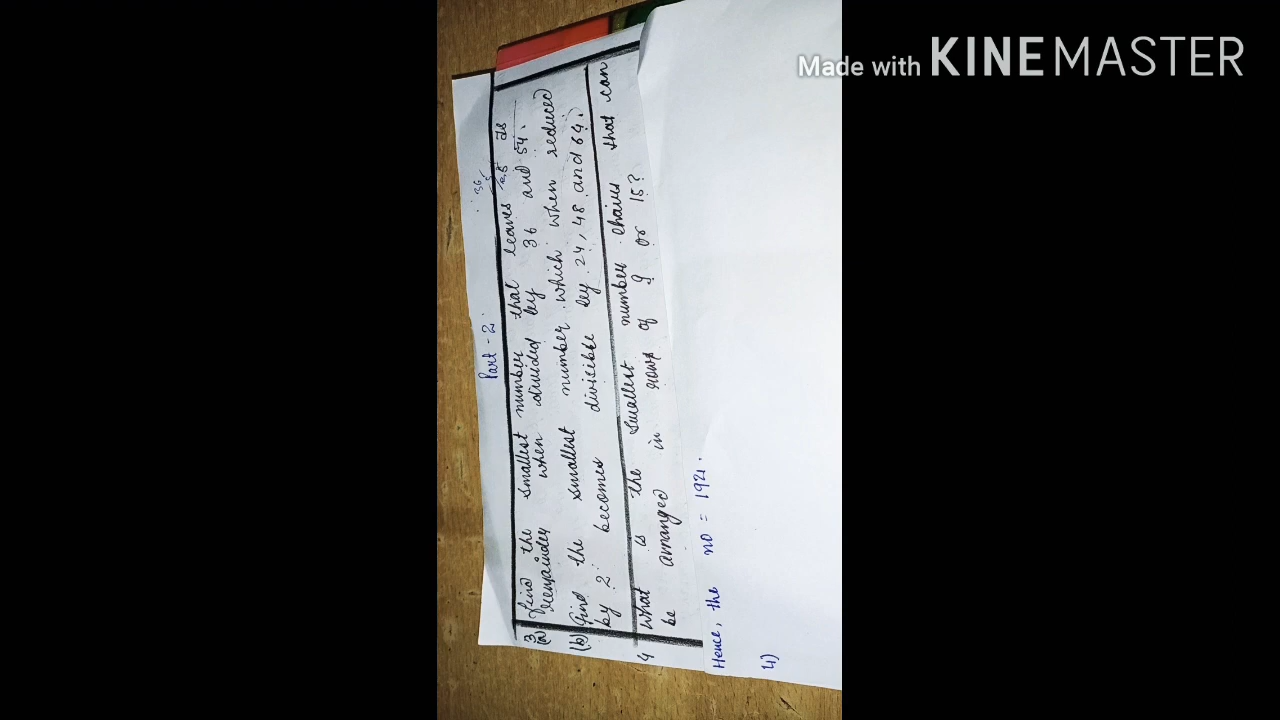 Made with KINEMASTER
Part - 2
3
(a) Find the smallest number that leaves as
remainder when divided by 36 and 54.
(b) Find the smallest number which when reduced
by 2 becomes divisible by 24, 48 and 64.
4 What is the smallest number chairs that can
be arranged in rows of 9 or 15?
Hence, the no =
4)